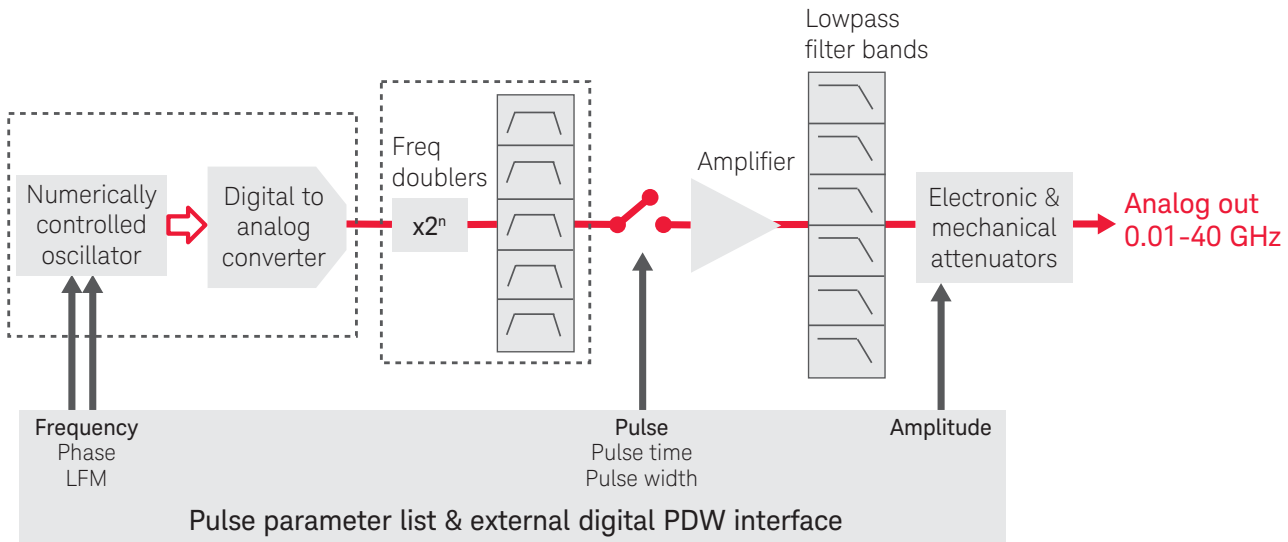 Lowpass
filter bands
Freq
doublers
Amplifier
Numerically
controlled
oscillator
Digital to
analog
converter
x2ⁿ
Electronic &
mechanical
attenuators
Analog out
0.01-40 GHz
Frequency
Phase
LFM
Pulse
Pulse time
Pulse width
Amplitude
Pulse parameter list & external digital PDW interface